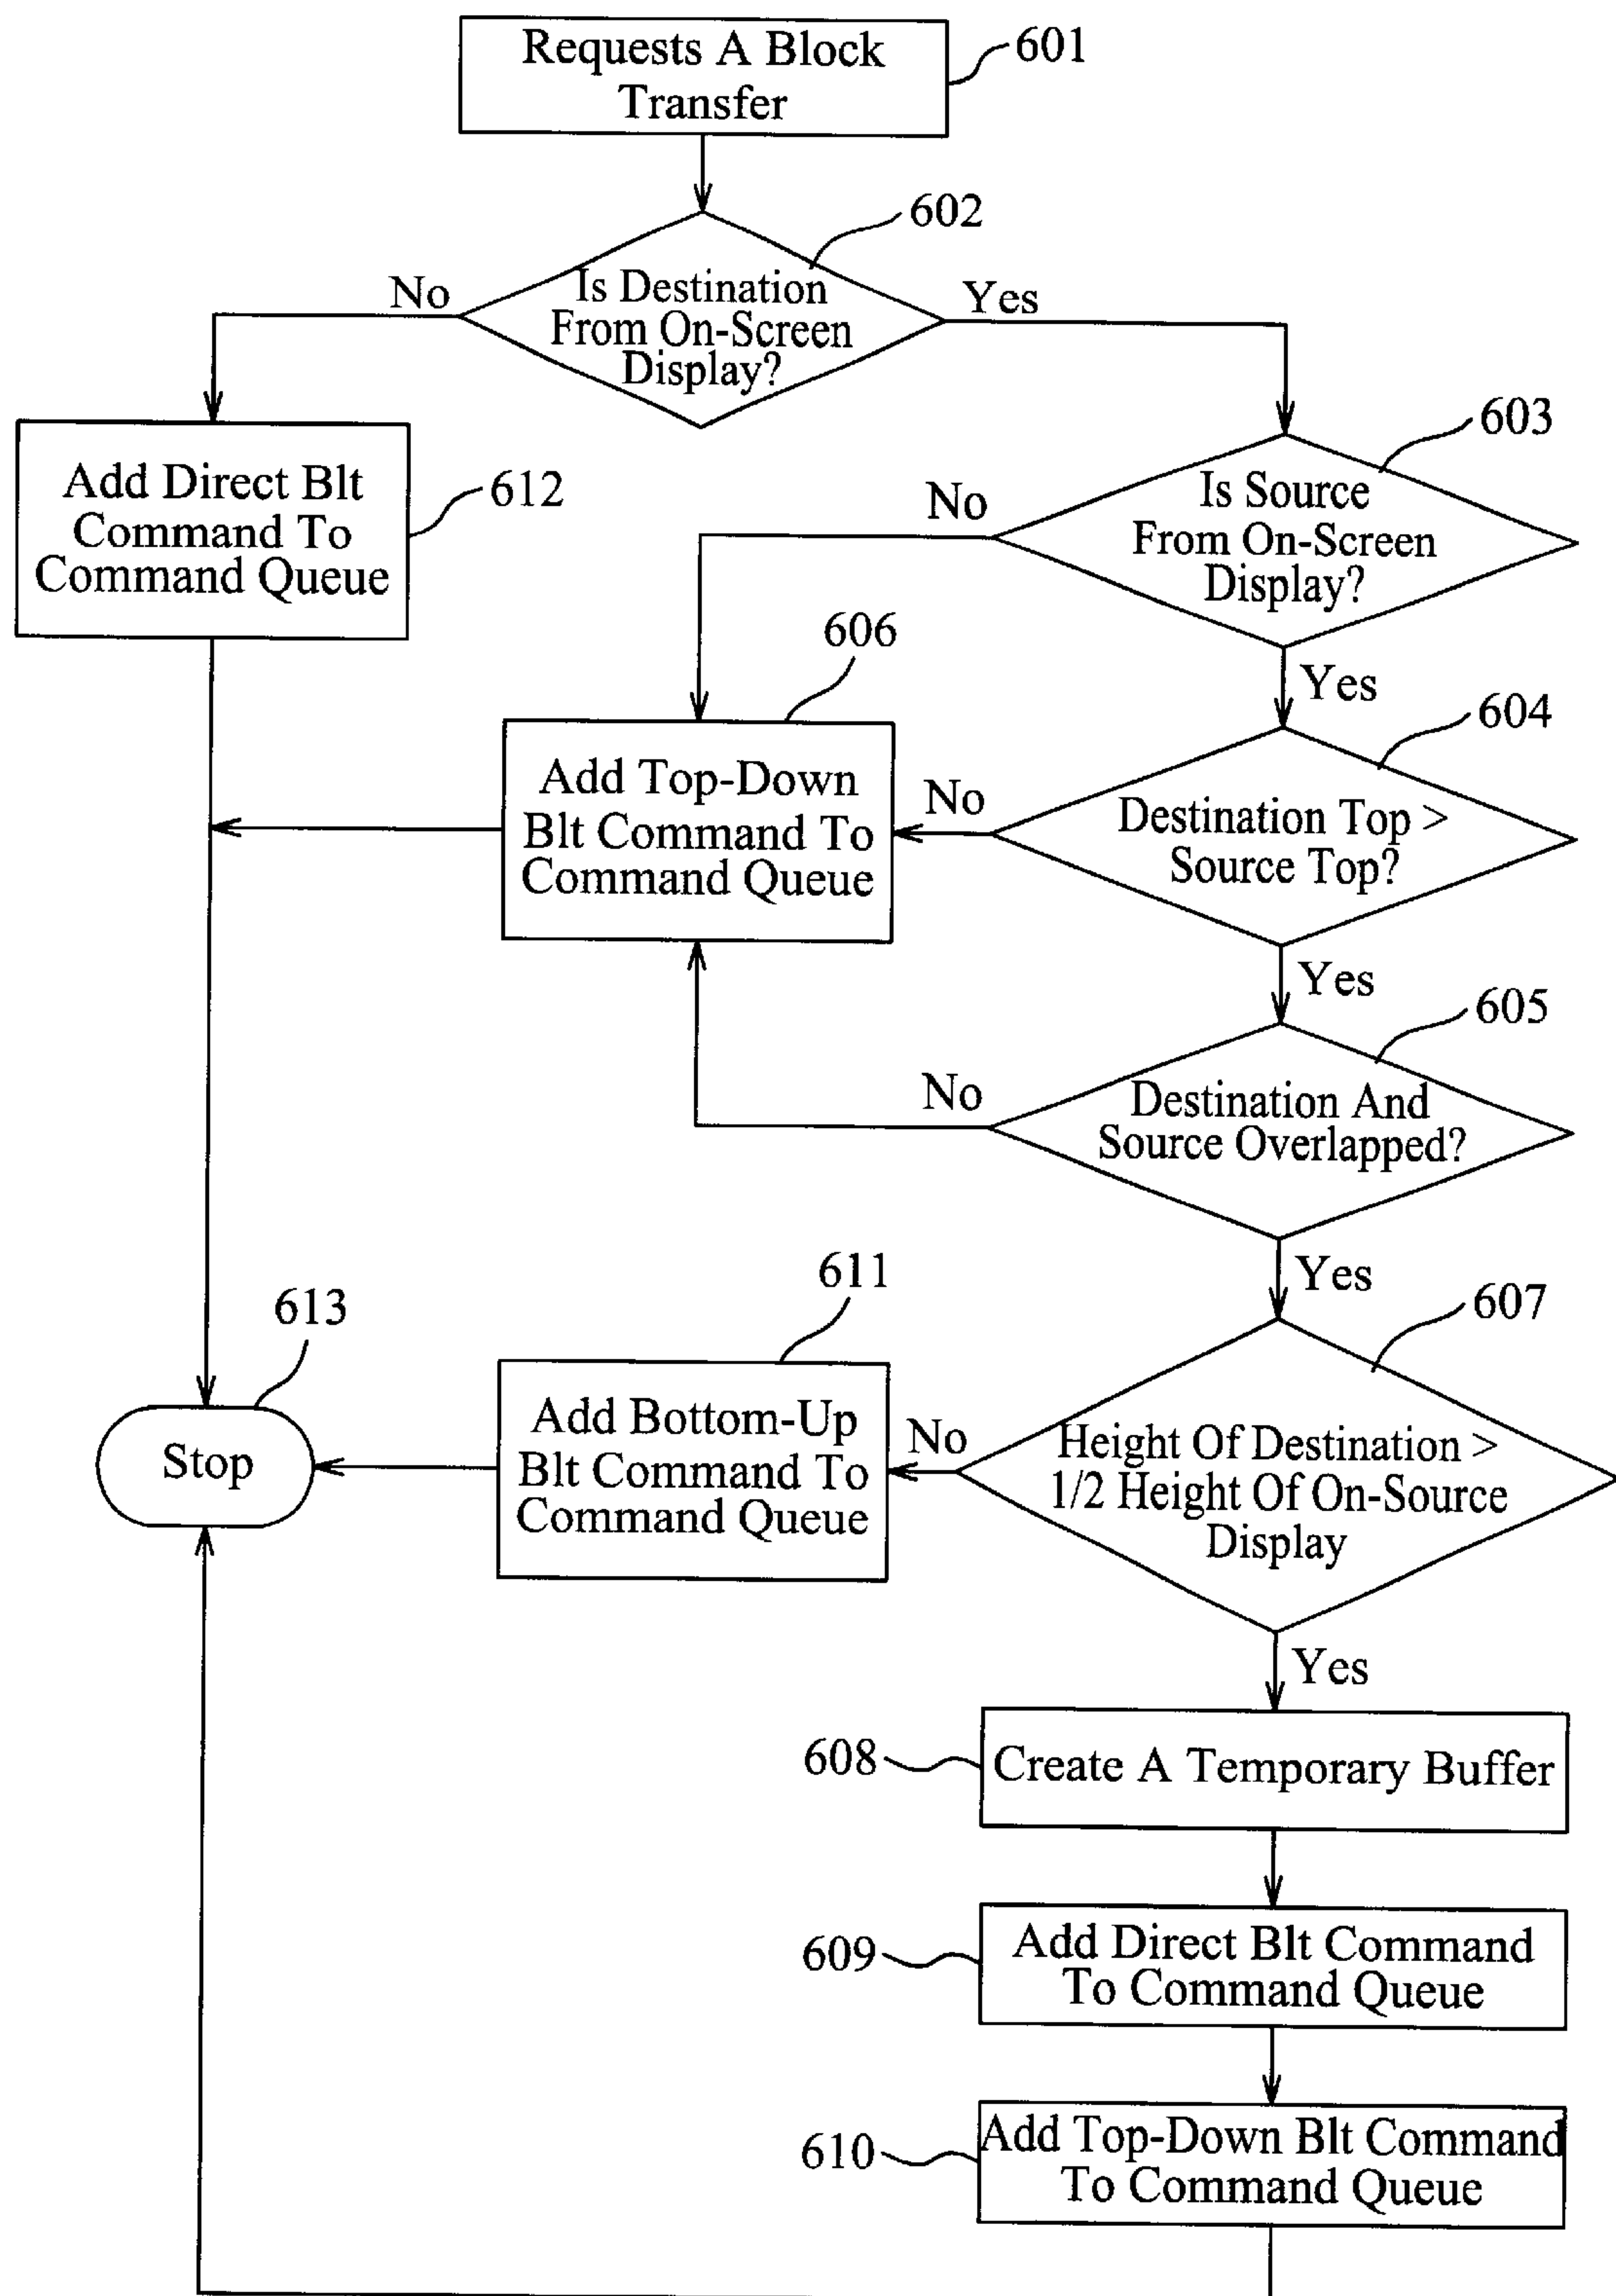 Requests A Block
Transfer
601
602
Is Destination
From On-Screen
Display?
No
Yes
603
Is Source
From On-Screen
Display?
No
Yes
Add Direct Blt
Command To
Command Queue
612
606
Add Top-Down
Blt Command To
Command Queue
604
Destination Top >
Source Top?
No
Yes
605
Destination And
Source Overlapped?
No
Yes
607
Height Of Destination >
1/2 Height Of On-Source
Display
No
Yes
611
Add Bottom-Up
Blt Command To
Command Queue
613
Stop
608
Create A Temporary Buffer
609
Add Direct Blt Command
To Command Queue
610
Add Top-Down Blt Command
To Command Queue